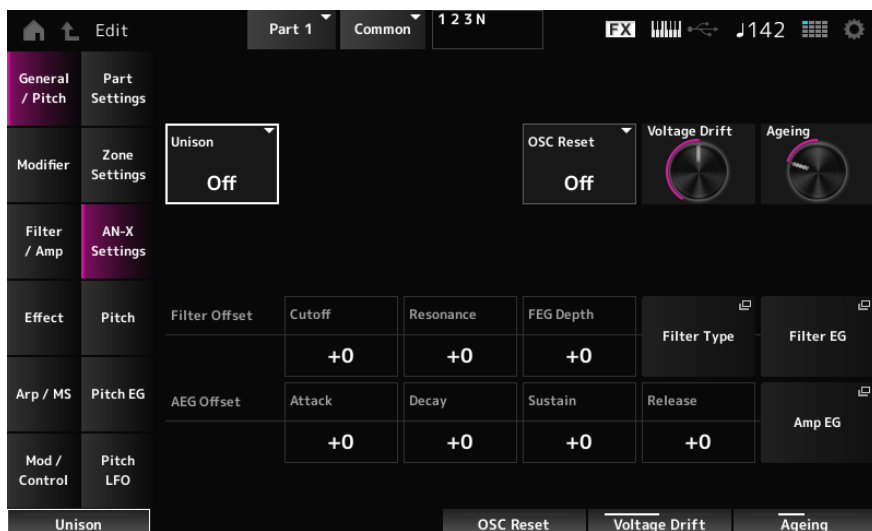 Edit
Part 1
Common
1 2 3 N
FX
♩142
General / Pitch
Part Settings
Unison
Off
OSC Reset
Off
Voltage Drift
Ageing
Modifier
Zone Settings
Filter / Amp
AN-X Settings
Effect
Pitch
Filter Offset
Cutoff
+0
Resonance
+0
FEG Depth
+0
Filter Type
Filter EG
Arp / MS
Pitch EG
AEG Offset
Attack
+0
Decay
+0
Sustain
+0
Release
+0
Amp EG
Mod / Control
Pitch LFO
Unison
OSC Reset
Voltage Drift
Ageing